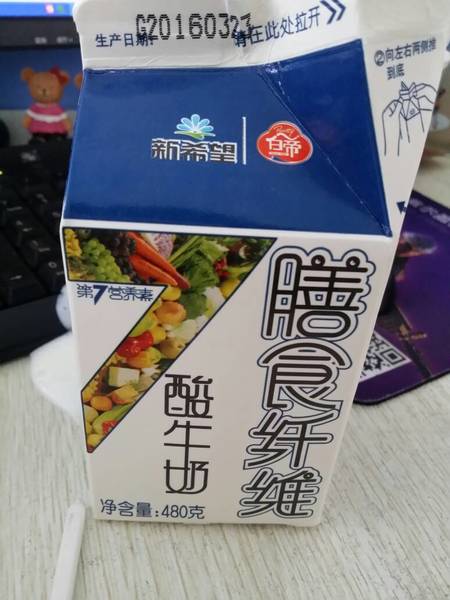 G20160323
生产日期:
请在此处拉开
②向左右两侧推
到底
新希望
白帝
第7营养素
膳食纤维
酸牛奶
净含量:480克